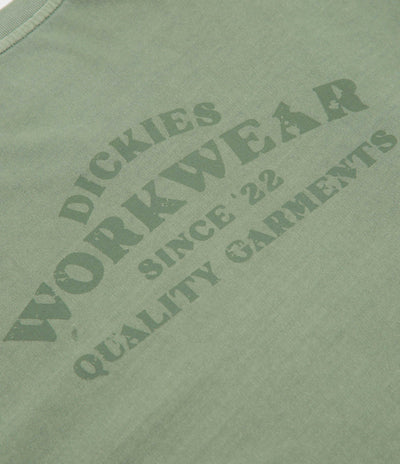 DICKIES
WORKWEAR
SINCE '22
QUALITY GARMENTS